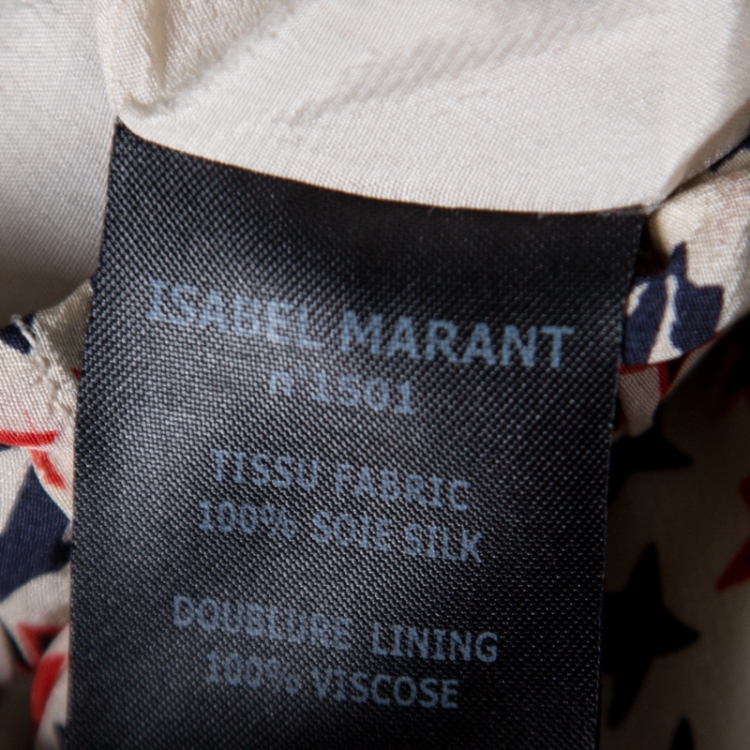 ISABEL MARANT
n°1501
TISSU FABRIC
100% SOIE SILK
DOUBLURE LINING
100% VISCOSE